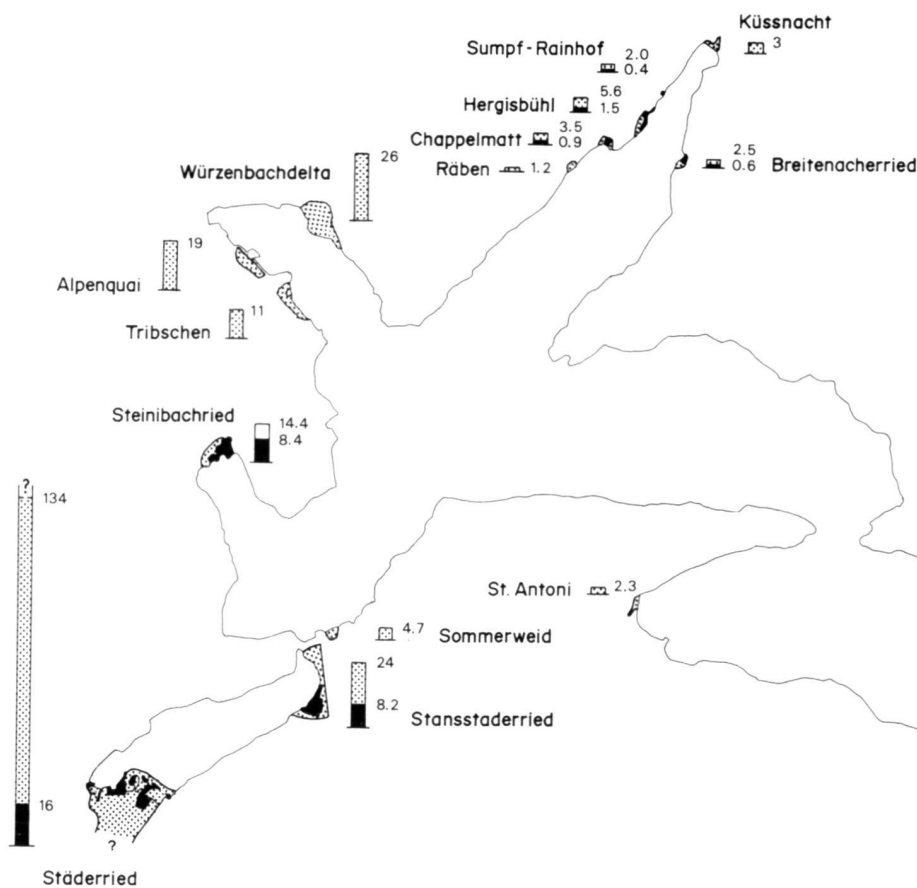 Küssnacht
3
Sumpf-Rainhof
2.0
0.4
Hergisbühl
5.6
1.5
Chappelmatt
3.5
0.9
Räben
1.2
2.5
0.6
Breitenacherried
Würzenbachdelta
26
Alpenquai
19
Tribschen
11
Steinibachried
14.4
8.4
?
134
16
?
Städerried
St. Antoni
2.3
4.7
Sommerweid
24
8.2
Stansstaderried